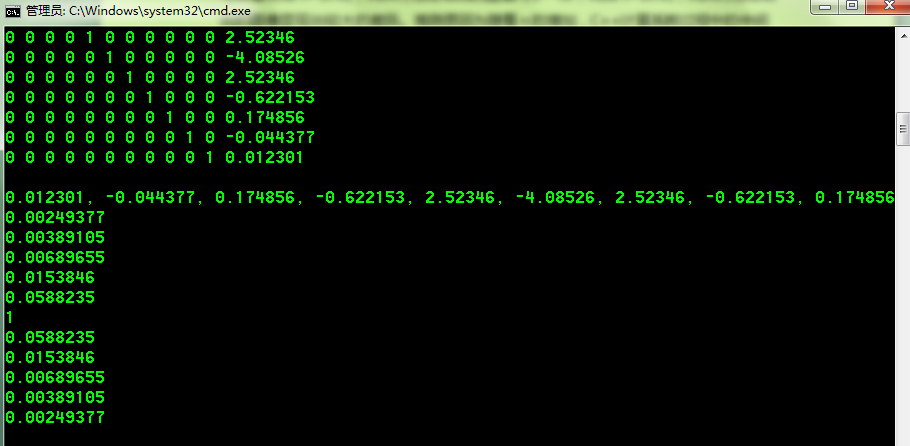 管理员: C:\Windows\system32\cmd.exe
0 0 0 0 1 0 0 0 0 0 0 2.52346
0 0 0 0 0 1 0 0 0 0 0 -4.08526
0 0 0 0 0 0 1 0 0 0 0 2.52346
0 0 0 0 0 0 0 1 0 0 0 -0.622153
0 0 0 0 0 0 0 0 1 0 0 0.174856
0 0 0 0 0 0 0 0 0 1 0 -0.044377
0 0 0 0 0 0 0 0 0 0 1 0.012301
0.012301, -0.044377, 0.174856, -0.622153, 2.52346, -4.08526, 2.52346, -0.622153, 0.174856
0.00249377
0.00389105
0.00689655
0.0153846
0.0588235
1
0.0588235
0.0153846
0.00689655
0.00389105
0.00249377